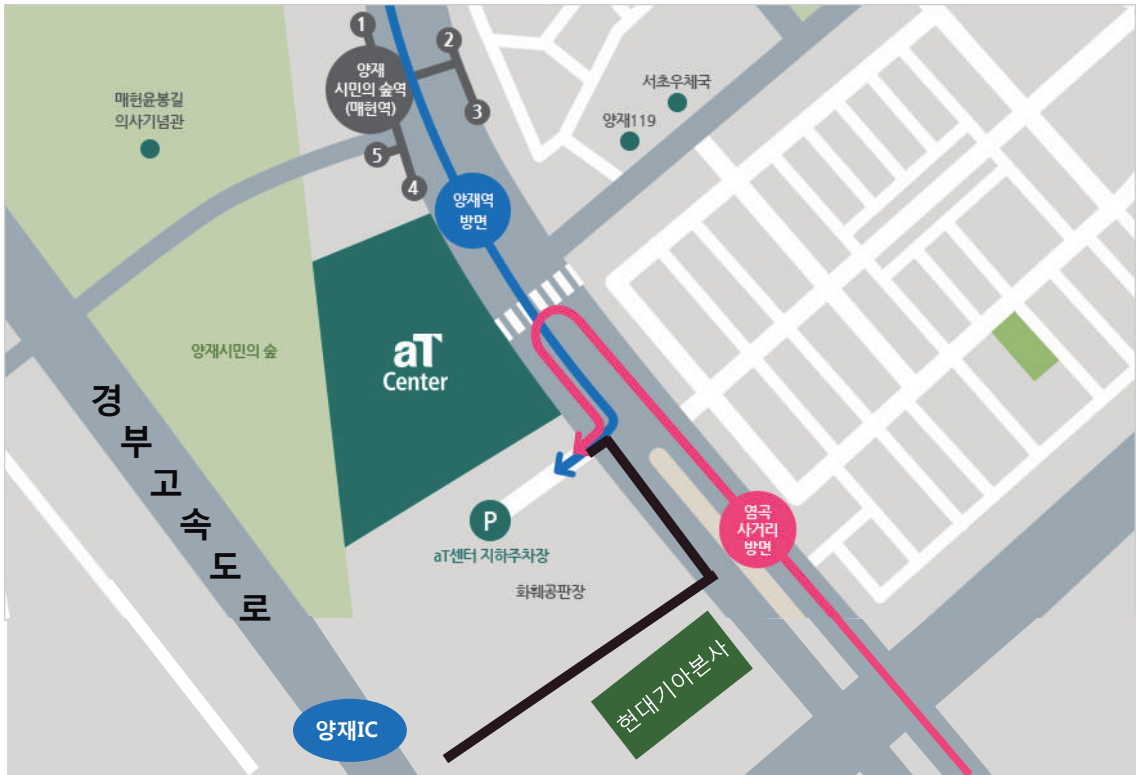 1
2
3
양재
시민의 숲역
(매헌역)
5
4
서초우체국
양재119
매헌윤봉길
의사기념관
양재역
방면
양재시민의 숲
aT
Center
경
부
고
속
도
로
P
aT센터 지하주차장
화훼공판장
염곡
사거리
방면
현대기아본사
양재IC